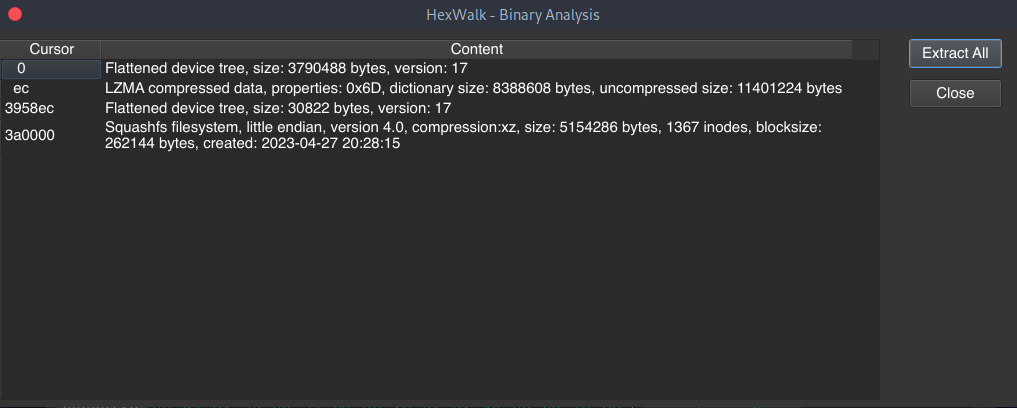 HexWalk - Binary Analysis
Cursor Content
0 Flattened device tree, size: 3790488 bytes, version: 17
ec LZMA compressed data, properties: 0x6D, dictionary size: 8388608 bytes, uncompressed size: 11401224 bytes
3958ec Flattened device tree, size: 30822 bytes, version: 17
3a0000 Squashfs filesystem, little endian, version 4.0, compression:xz, size: 5154286 bytes, 1367 inodes, blocksize:
262144 bytes, created: 2023-04-27 20:28:15
Extract All
Close